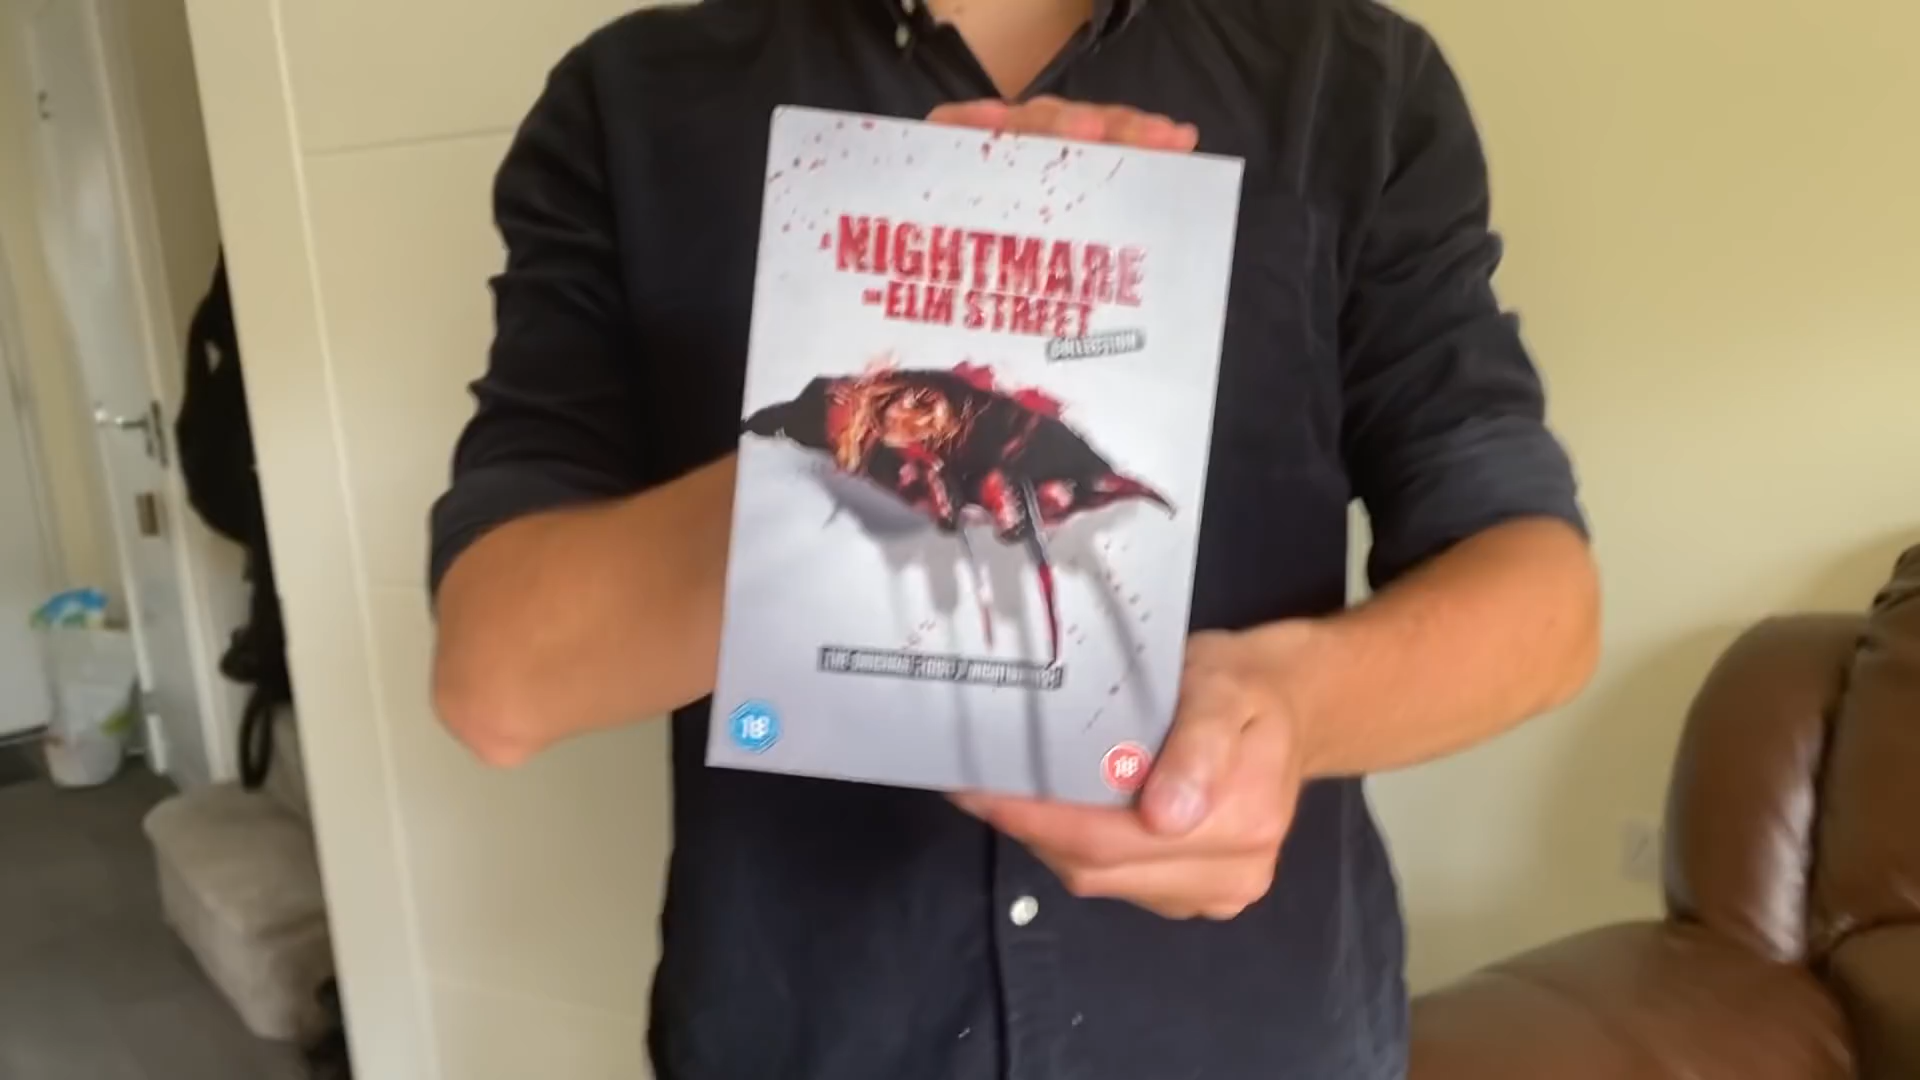 A NIGHTMARE
ON ELM STREET
COLLECTION
18
18